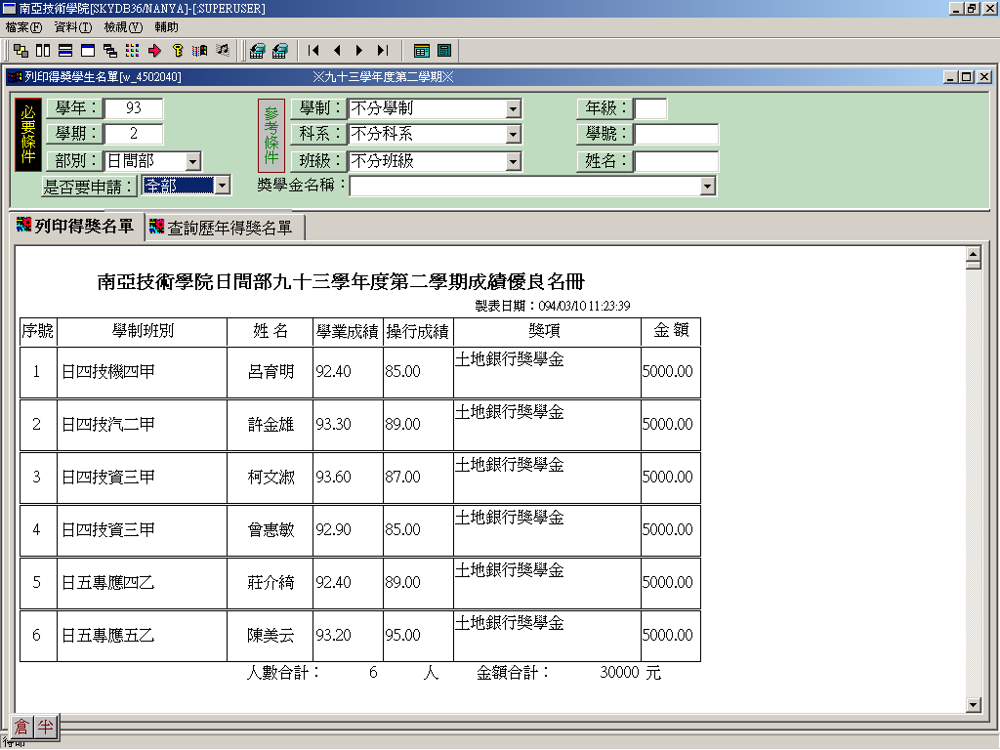 南亞技術學院[SKYDB36/NANYA]-[:SUPERUSER]
檔案(F) 資料(I) 檢視(V) 輔助
列印得獎學生名單[w_4502040] ※九十三學年度第二學期※
必要條件 學年： 93 參考條件 學制： 不分學制 年級：
學期： 2 科系： 不分科系 學號：
部別： 日間部 班級： 不分班級 姓名：
是否要申請： 全部 獎學金名稱：
列印得獎名單 查詢歷年得獎名單
南亞技術學院日間部九十三學年度第二學期成績優良名冊
製表日期：094/03/10 11:23:39
序號 學制班別 姓 名 學業成績 操行成績 獎項 金 額
1 日四技機四甲 呂育明 92.40 85.00 土地銀行獎學金 5000.00
2 日四技汽二甲 許金雄 93.30 89.00 土地銀行獎學金 5000.00
3 日四技資三甲 柯文淑 93.60 87.00 土地銀行獎學金 5000.00
4 日四技資三甲 曾惠敏 92.90 85.00 土地銀行獎學金 5000.00
5 日五專應四乙 莊介綺 92.40 89.00 土地銀行獎學金 5000.00
6 日五專應五乙 陳美云 93.20 95.00 土地銀行獎學金 5000.00
人數合計： 6 人 金額合計： 30000 元
倉 半
待命